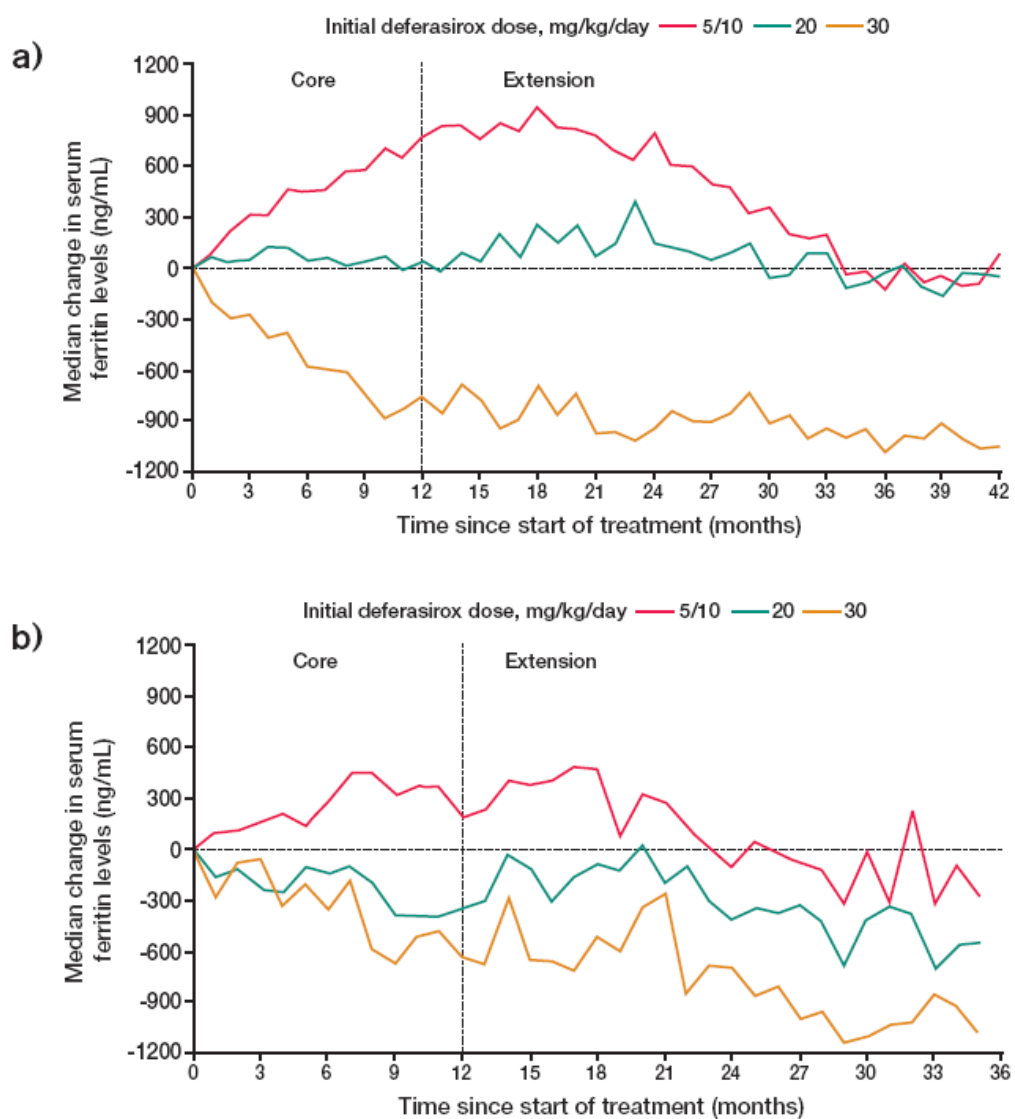 Initial deferasirox dose, mg/kg/day 5/10 20 30
a)
Core Extension
1200
900
600
300
0
-300
-600
-900
-1200
Median change in serum
ferritin levels (ng/mL)
0 3 6 9 12 15 18 21 24 27 30 33 36 39 42
Time since start of treatment (months)
Initial deferasirox dose, mg/kg/day 5/10 20 30
b)
Core Extension
1200
900
600
300
0
-300
-600
-900
-1200
Median change in serum
ferritin levels (ng/mL)
0 3 6 9 12 15 18 21 24 27 30 33 36
Time since start of treatment (months)